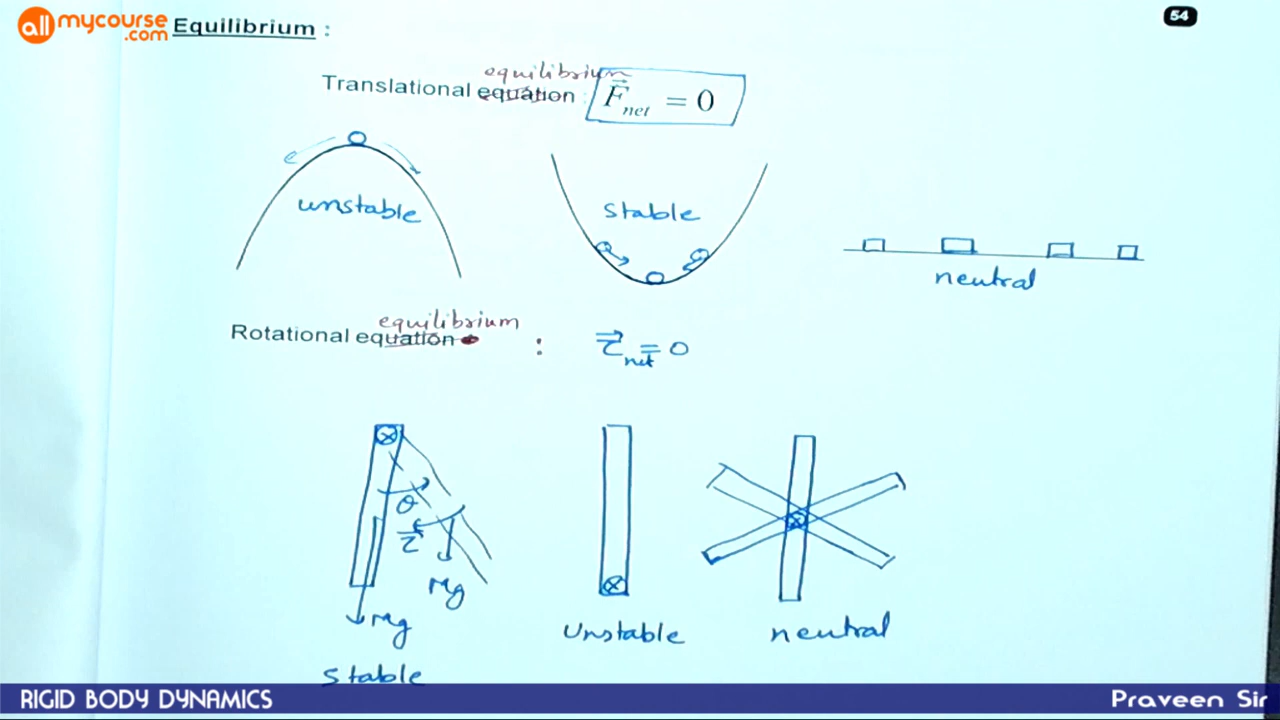 allmycourse.com
Equilibrium :
54
equilibrium
Translational equation : F⃗net = 0
unstable
stable
neutral
equilibrium
Rotational equation : τ⃗net = 0
θ
τ⃗
Mg
Mg
stable
Unstable
neutral
RIGID BODY DYNAMICS
Praveen Sir